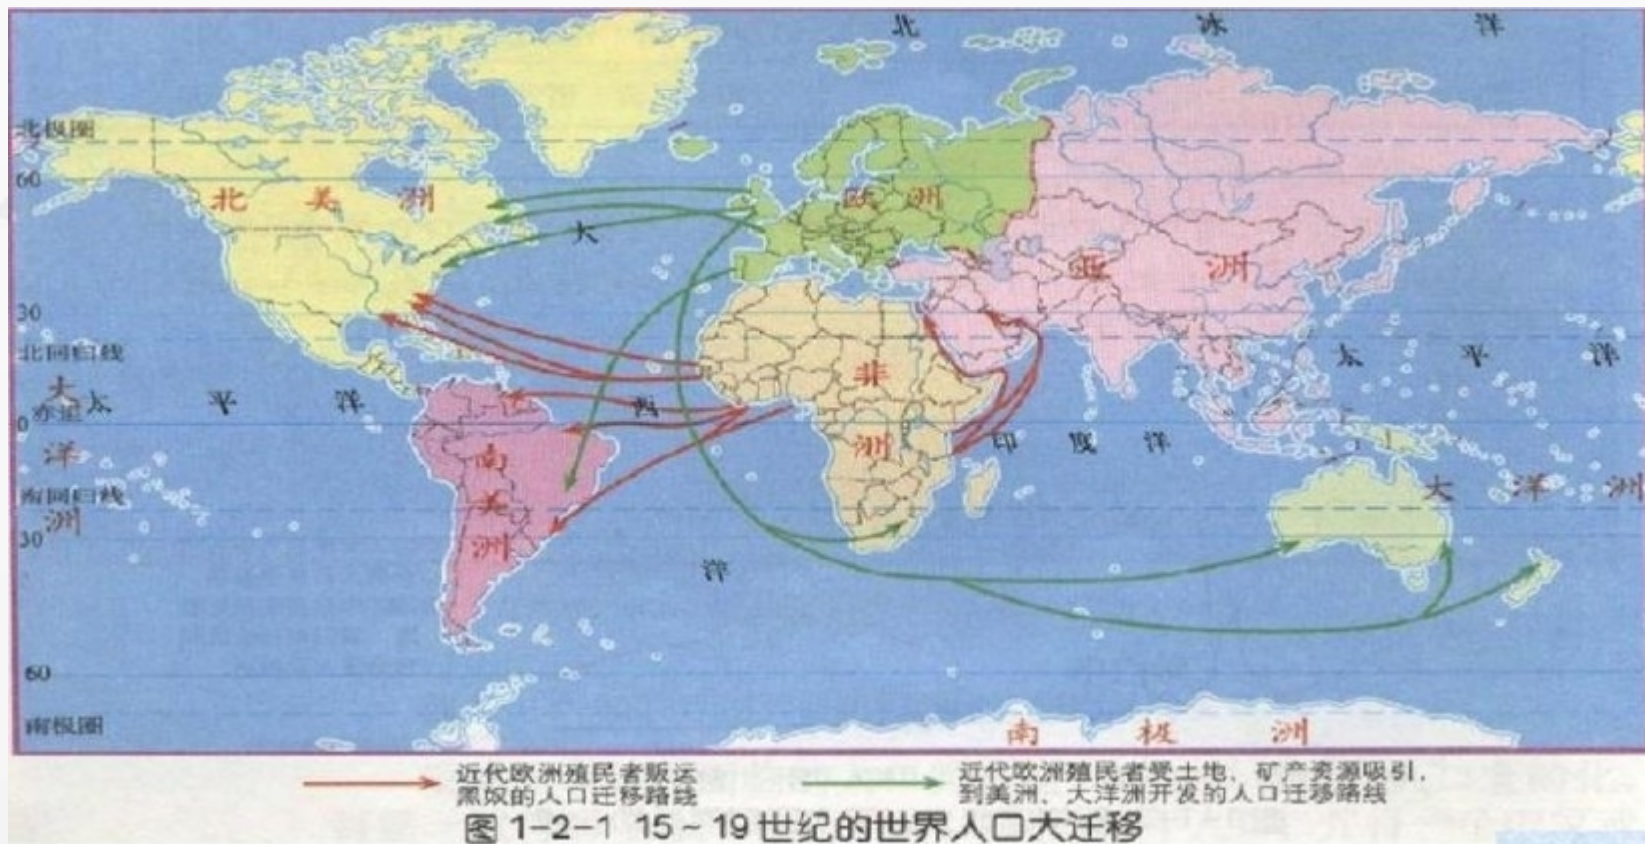 北 冰 洋
北极圈
60
北 美 洲
欧 洲
大
亚 洲
30
北回归线
太 平 洋
大
太 平 洋
非
西
赤道
0
洲
印 度 洋
洋
南
大 洋 洲
南回归线
美
洲
30
洲
洋
60
南极圈
南 极 洲
近代欧洲殖民者贩运
黑奴的人口迁移路线
近代欧洲殖民者受土地、矿产资源吸引,
到美洲、大洋洲开发的人口迁移路线
图 1-2-1 15~19世纪的世界人口大迁移